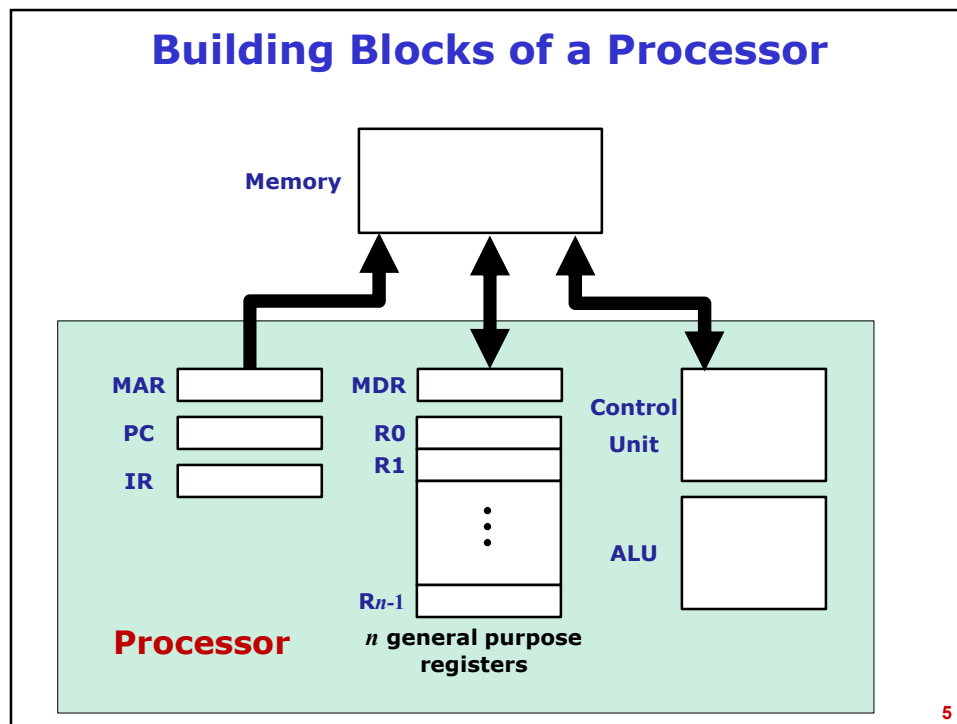 Building Blocks of a Processor
Memory
MAR
PC
IR
MDR
R0
R1
Rn-1
n general purpose
registers
Control
Unit
ALU
Processor
5